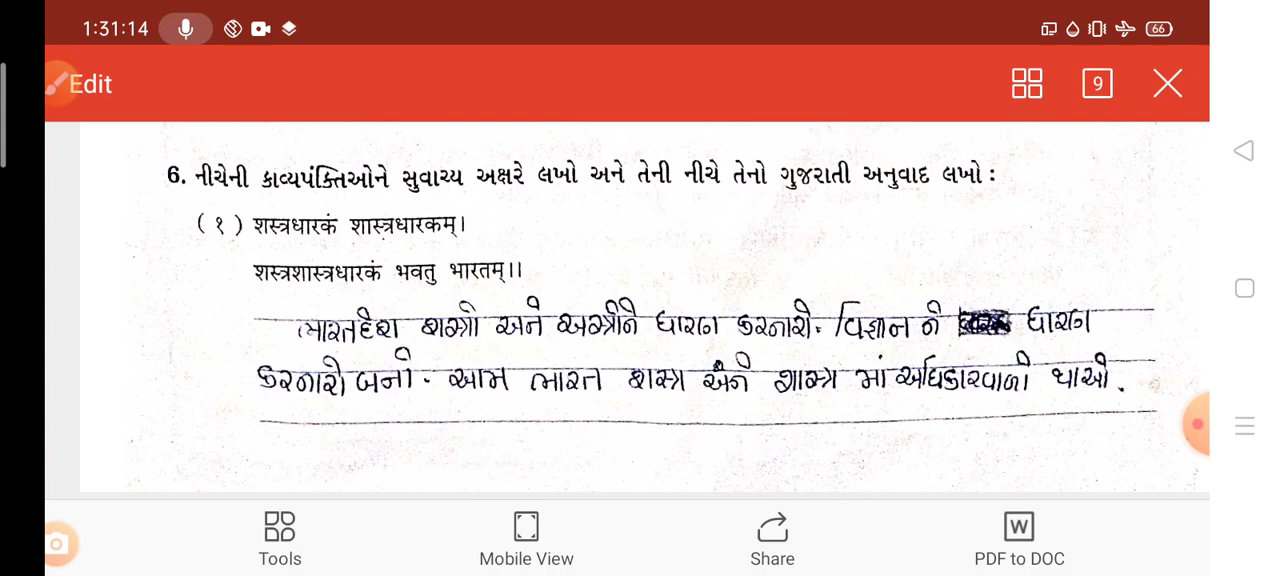 1:31:14
66
Edit
9
6. નીચેની કાવ્યપંક્તિઓને સુવાચ્ય અક્ષરે લખો અને તેની નીચે તેનો ગુજરાતી અનુવાદ લખો :
( १ ) शस्त्रधारकं शास्त्रधारकम्।
शस्त्रशास्त्रधारकं भवतु भारतम्।।
ભારતદેશ શસ્ત્રો અને અસ્ત્રોને ધારણ કરનારો. વિજ્ઞાન ને ધારણ
કરનારો બનો. આમ ભારત શસ્ત્ર અને શાસ્ત્ર માં અધિકારવાળો થાઓ.
Tools
Mobile View
Share
W
PDF to DOC